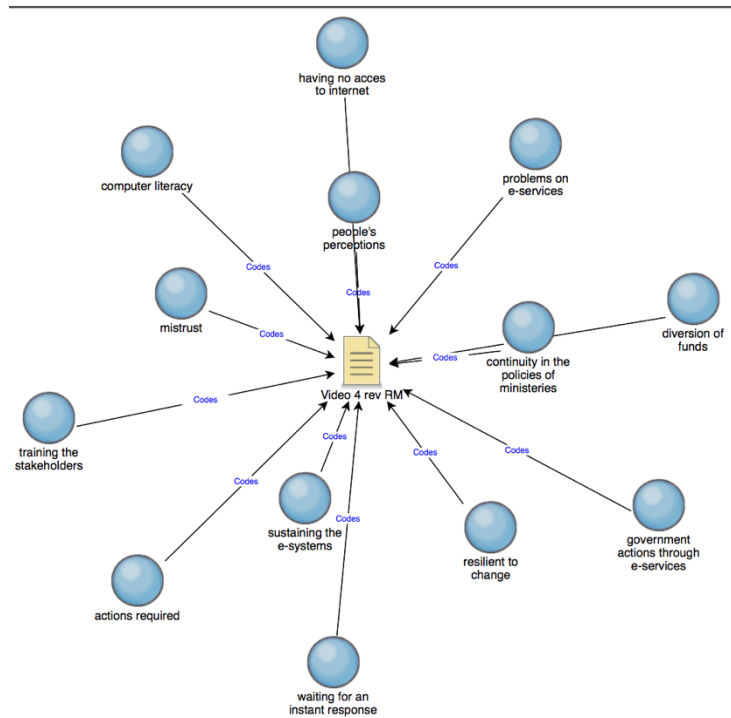 having no acces
to internet
computer literacy
problems on
e-services
people's
perceptions
Codes
Codes
mistrust
Codes
Codes
diversion of
funds
Codes
continuity in the
policies of
ministeries
Video 4 rev RM
Codes
training the
stakeholders
Codes
Codes
Codes
Codes
Codes
sustaining the
e-systems
government
actions through
e-services
resilient to
change
actions required
waiting for an
instant response